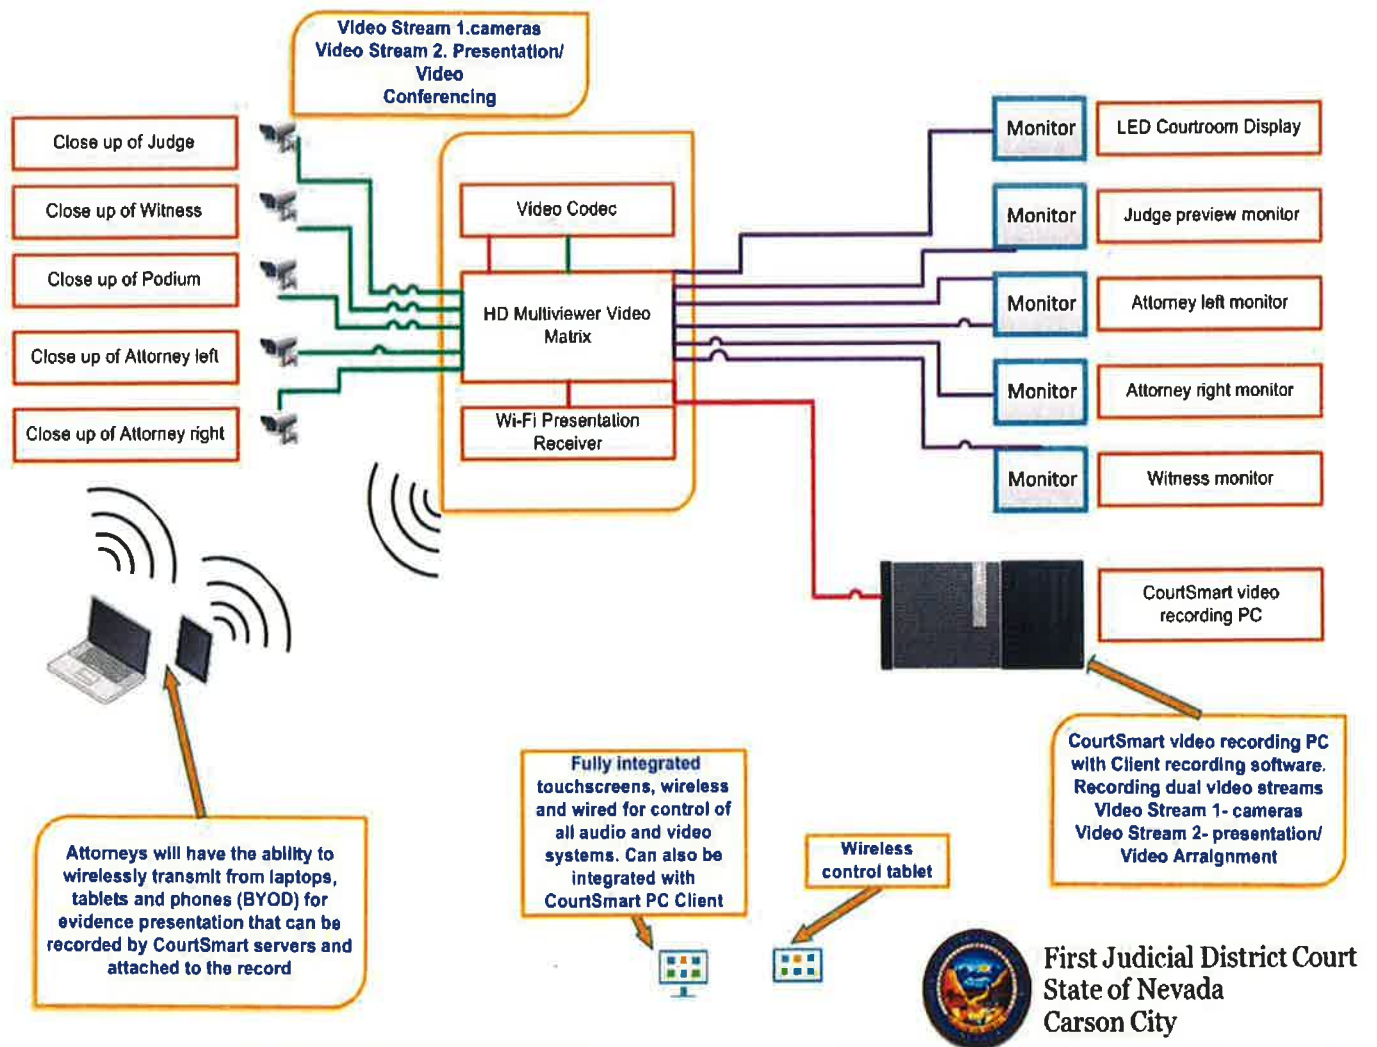 Video Stream 1.cameras
Video Stream 2. Presentation/
Video
Conferencing
Close up of Judge
Close up of Witness
Close up of Podium
Close up of Attorney left
Close up of Attorney right
Video Codec
HD Multiviewer Video
Matrix
Wi-Fi Presentation
Receiver
Monitor
LED Courtroom Display
Monitor
Judge preview monitor
Monitor
Attorney left monitor
Monitor
Attorney right monitor
Monitor
Witness monitor
CourtSmart video
recording PC
CourtSmart video recording PC
with Client recording software.
Recording dual video streams
Video Stream 1- cameras
Video Stream 2- presentation/
Video Arraignment
Fully integrated
touchscreens, wireless
and wired for control of
all audio and video
systems. Can also be
integrated with
CourtSmart PC Client
Wireless
control tablet
Attorneys will have the ability to
wirelessly transmit from laptops,
tablets and phones (BYOD) for
evidence presentation that can be
recorded by CourtSmart servers and
attached to the record
First Judicial District Court
State of Nevada
Carson City